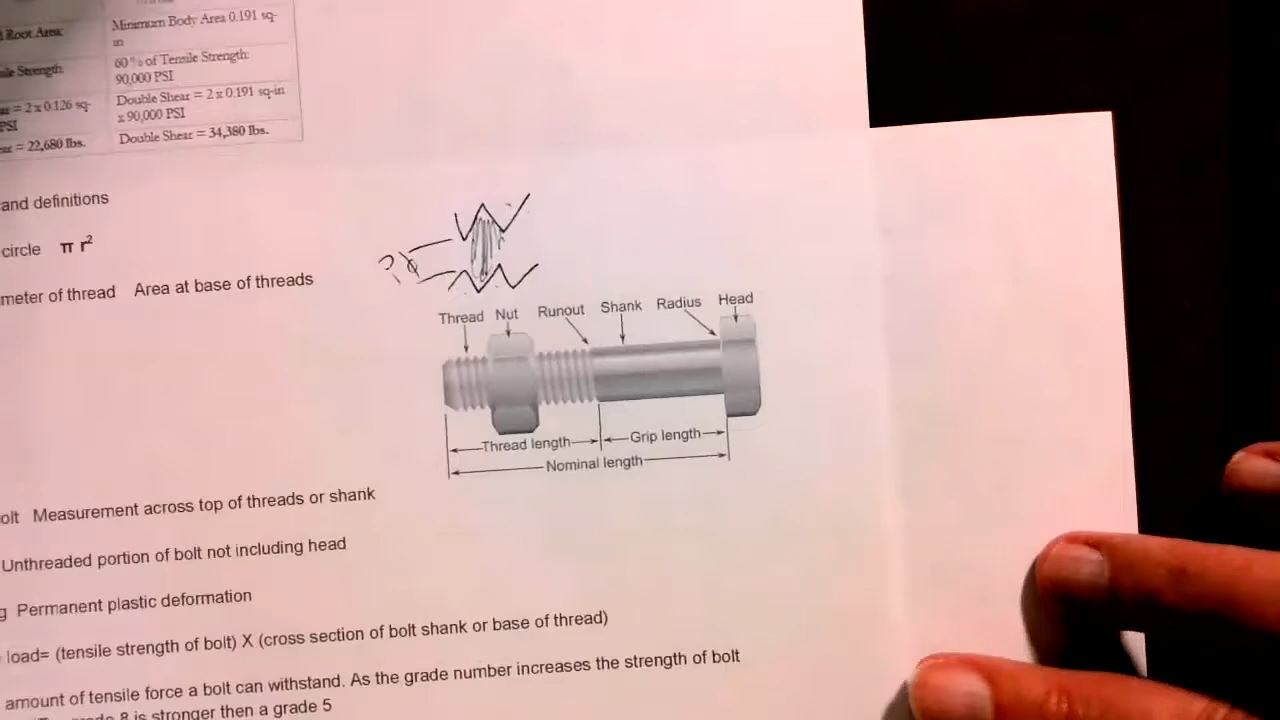 Root Area:
Minimum Body Area 0.191 sq-
in
Strength:
60% of Tensile Strength:
90,000 PSI
= 2 x 0.126 sq-
PSI
Double Shear = 2 x 0.191 sq-in
x 90,000 PSI
= 22,680 lbs.
Double Shear = 34,380 lbs.
and definitions
circle π r²
meter of thread Area at base of threads
?
Thread Nut Runout Shank Radius Head
Thread length
Grip length
Nominal length
olt Measurement across top of threads or shank
Unthreaded portion of bolt not including head
g Permanent plastic deformation
load= (tensile strength of bolt) X (cross section of bolt shank or base of thread)
amount of tensile force a bolt can withstand. As the grade number increases the strength of bolt
8 is stronger then a grade 5